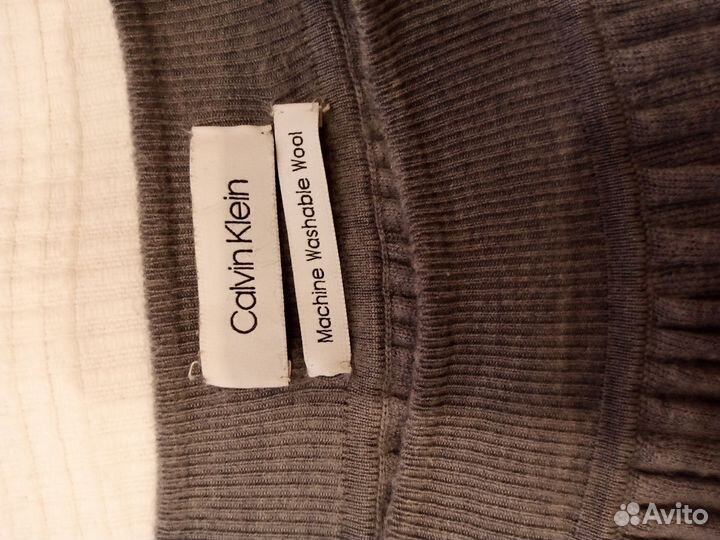 Calvin Klein
Machine Washable Wool
Avito